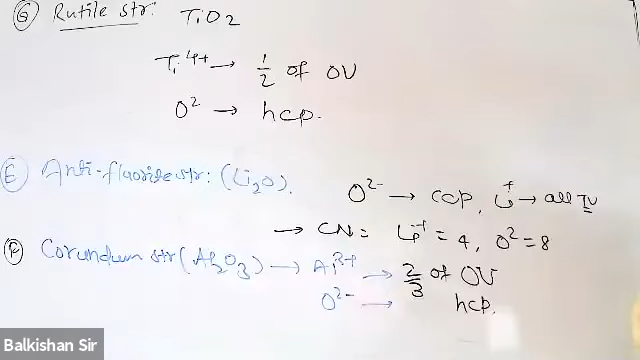 G Rutile str: TiO2
Ti4+ → 1/2 of OV
O2 → hcp.
E Anti-fluorite str: (Li2O).
O2- → ccp, Li+ → all TV
→ CN = Li+ = 4, O2 = 8
F Corundum str (Al2O3) → Al3+ → 2/3 of OV
O2- → hcp.
Balkishan Sir